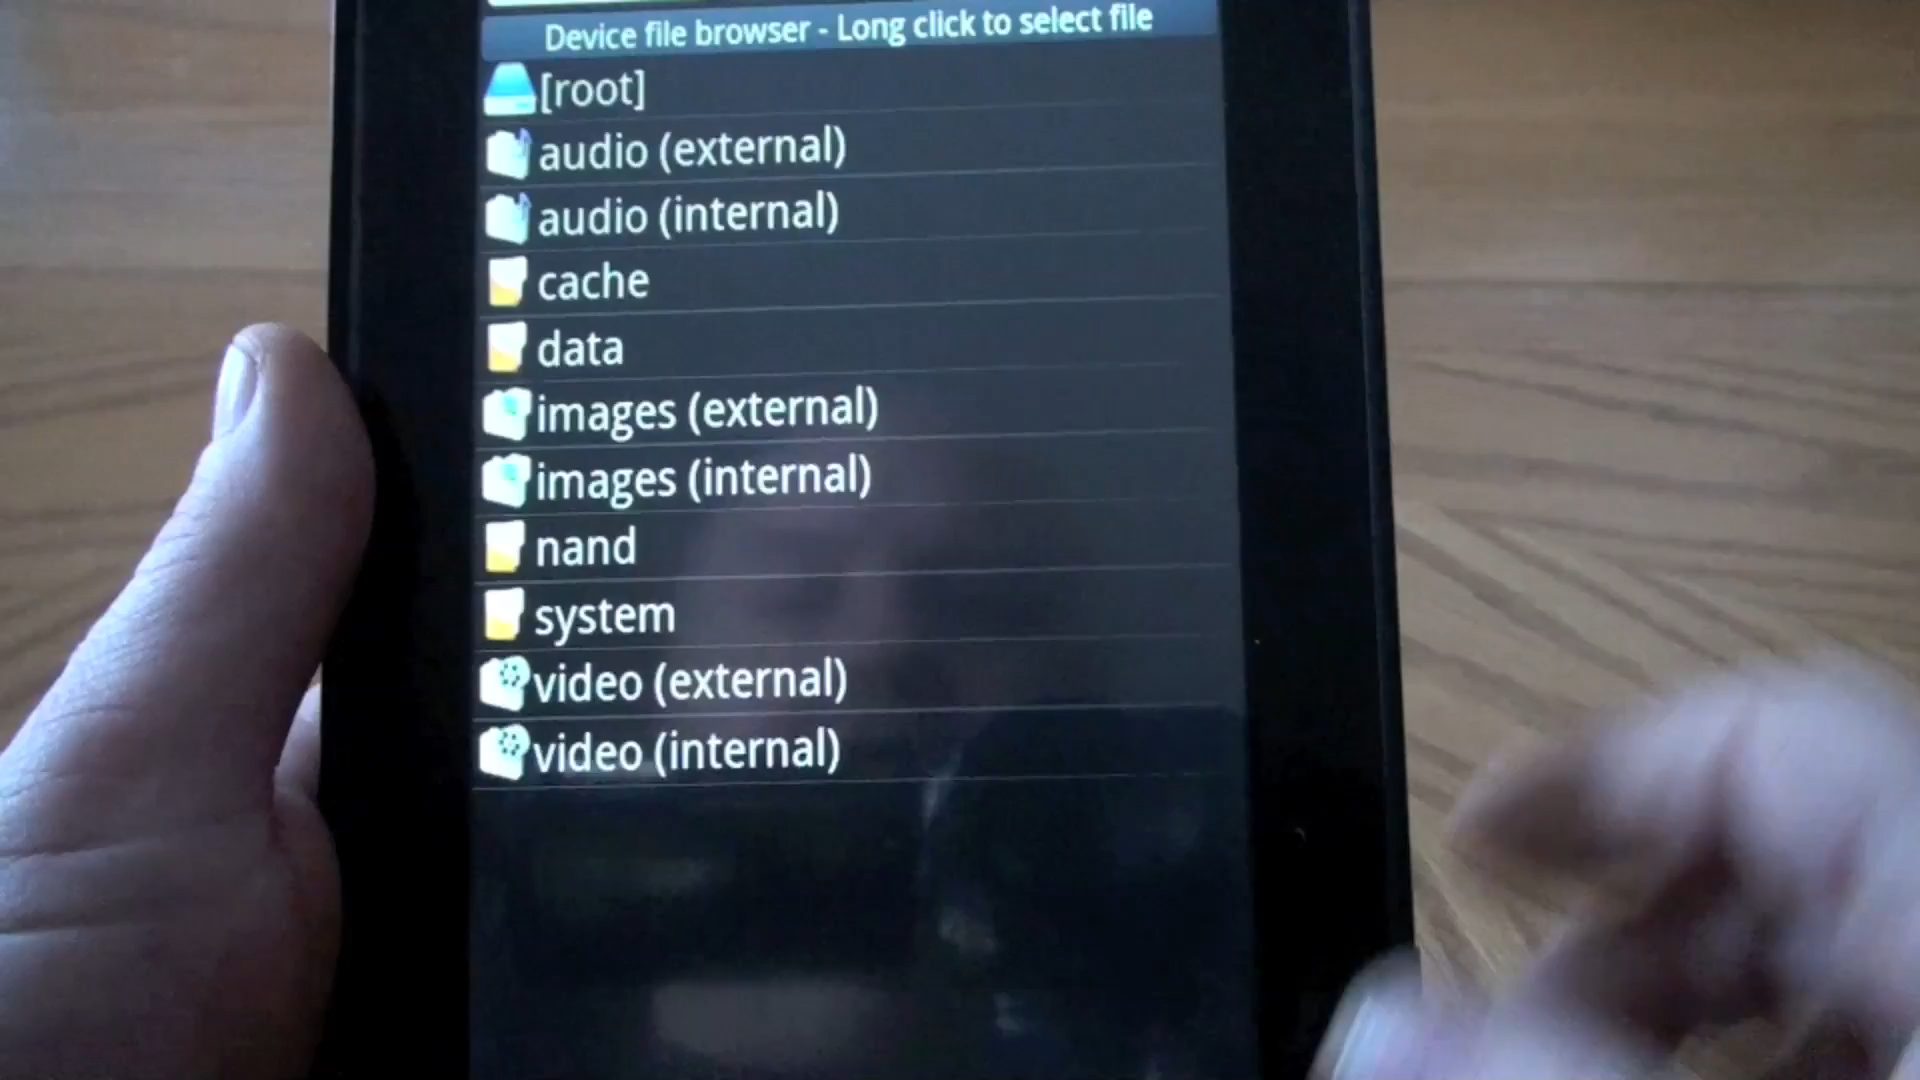 Device file browser - Long click to select file
[root]
audio (external)
audio (internal)
cache
data
images (external)
images (internal)
nand
system
video (external)
video (internal)